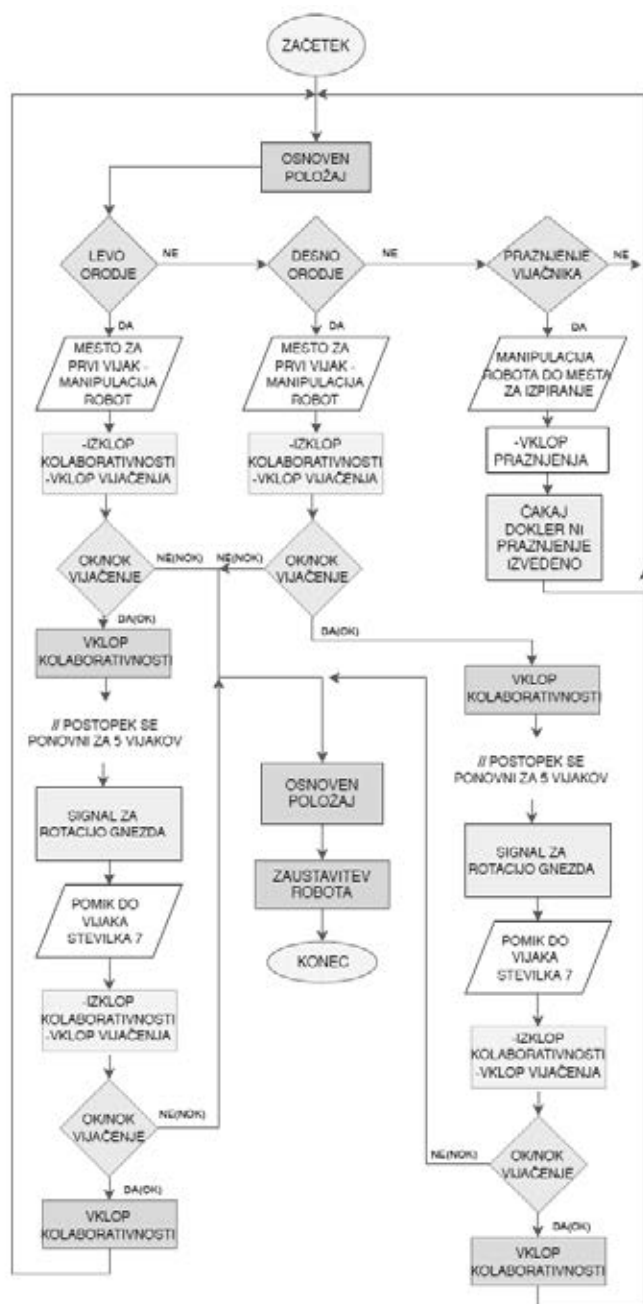 ZAČETEK
OSNOVEN
POLOŽAJ
LEVO
ORODJE
NE
DESNO
ORODJE
NE
PRAZNJENJE
VIJAČNIKA
NE
DA
DA
DA
MESTO ZA
PRVI VIJAK -
MANIPULACIJA
ROBOT
MESTO ZA
PRVI VIJAK -
MANIPULACIJA
ROBOT
MANIPULACIJA
ROBOTA DO MESTA
ZA IZPIRANJE
-IZKLOP
KOLABORATIVNOSTI
-VKLOP VIJAČENJA
-IZKLOP
KOLABORATIVNOSTI
-VKLOP VIJAČENJA
-VKLOP
PRAZNJENJA
ČAKAJ
DOKLER NI
PRAZNJENJE
IZVEDENO
OK/NOK
VIJAČENJE
NE(NOK)
NE(NOK)
OK/NOK
VIJAČENJE
DA(OK)
DA(OK)
VKLOP
KOLABORATIVNOSTI
// POSTOPEK SE
PONOVNI ZA 5 VIJAKOV
SIGNAL ZA
ROTACIJO GNEZDA
POMIK DO
VIJAKA
STEVILKA 7
-IZKLOP
KOLABORATIVNOSTI
-VKLOP VIJAČENJA
OK/NOK
VIJAČENJE
NE(NOK)
DA(OK)
VKLOP
KOLABORATIVNOSTI
OSNOVEN
POLOŽAJ
ZAUSTAVITEV
ROBOTA
KONEC
VKLOP
KOLABORATIVNOSTI
// POSTOPEK SE
PONOVNI ZA 5 VIJAKOV
SIGNAL ZA
ROTACIJO GNEZDA
POMIK DO
VIJAKA
STEVILKA 7
-IZKLOP
KOLABORATIVNOSTI
-VKLOP VIJAČENJA
NE(NOK)
OK/NOK
VIJAČENJE
DA(OK)
VKLOP
KOLABORATIVNOSTI